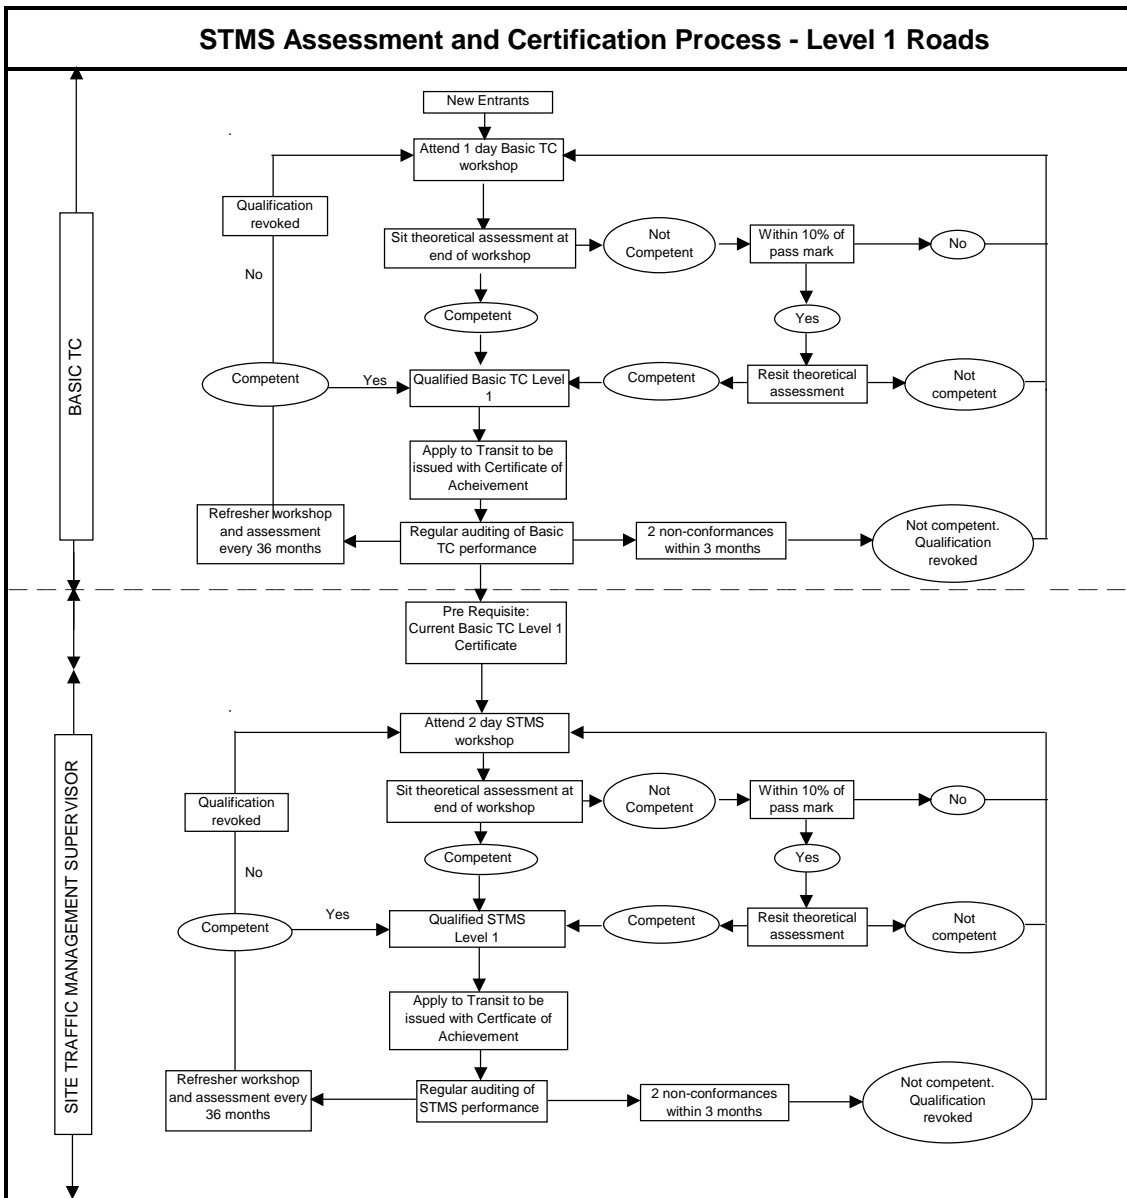 STMS Assessment and Certification Process - Level 1 Roads
New Entrants
Attend 1 day Basic TC
workshop
Qualification
revoked
Sit theoretical assessment at
end of workshop
Not
Competent
Within 10% of
pass mark
No
No
Competent
Yes
BASIC TC
Competent
Yes
Qualified Basic TC Level
1
Competent
Resit theoretical
assessment
Not
competent
Apply to Transit to be
issued with Certificate of
Acheivement
Refresher workshop
and assessment
every 36 months
Regular auditing of Basic
TC performance
2 non-conformances
within 3 months
Not competent.
Qualification
revoked
Pre Requisite:
Current Basic TC Level 1
Certificate
Attend 2 day STMS
workshop
Qualification
revoked
Sit theoretical assessment at
end of workshop
Not
Competent
Within 10% of
pass mark
No
No
Competent
Yes
SITE TRAFFIC MANAGEMENT SUPERVISOR
Competent
Yes
Qualified STMS
Level 1
Competent
Resit theoretical
assessment
Not
competent
Apply to Transit to be
issued with Certficate of
Achievement
Refresher workshop
and assessment every
36 months
Regular auditing of
STMS performance
2 non-conformances
within 3 months
Not competent.
Qualification
revoked